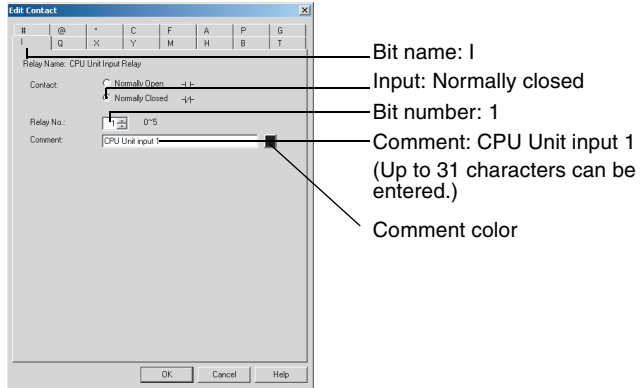 Edit Contact
# @ * C F A P G
I Q X Y M H B T
Relay Name: CPU Unit Input Relay
Contact: Normally Open
Normally Closed
Relay No.: 1 0~5
Comment: CPU Unit input 1
OK Cancel Help
Bit name: I
Input: Normally closed
Bit number: 1
Comment: CPU Unit input 1
(Up to 31 characters can be
entered.)
Comment color